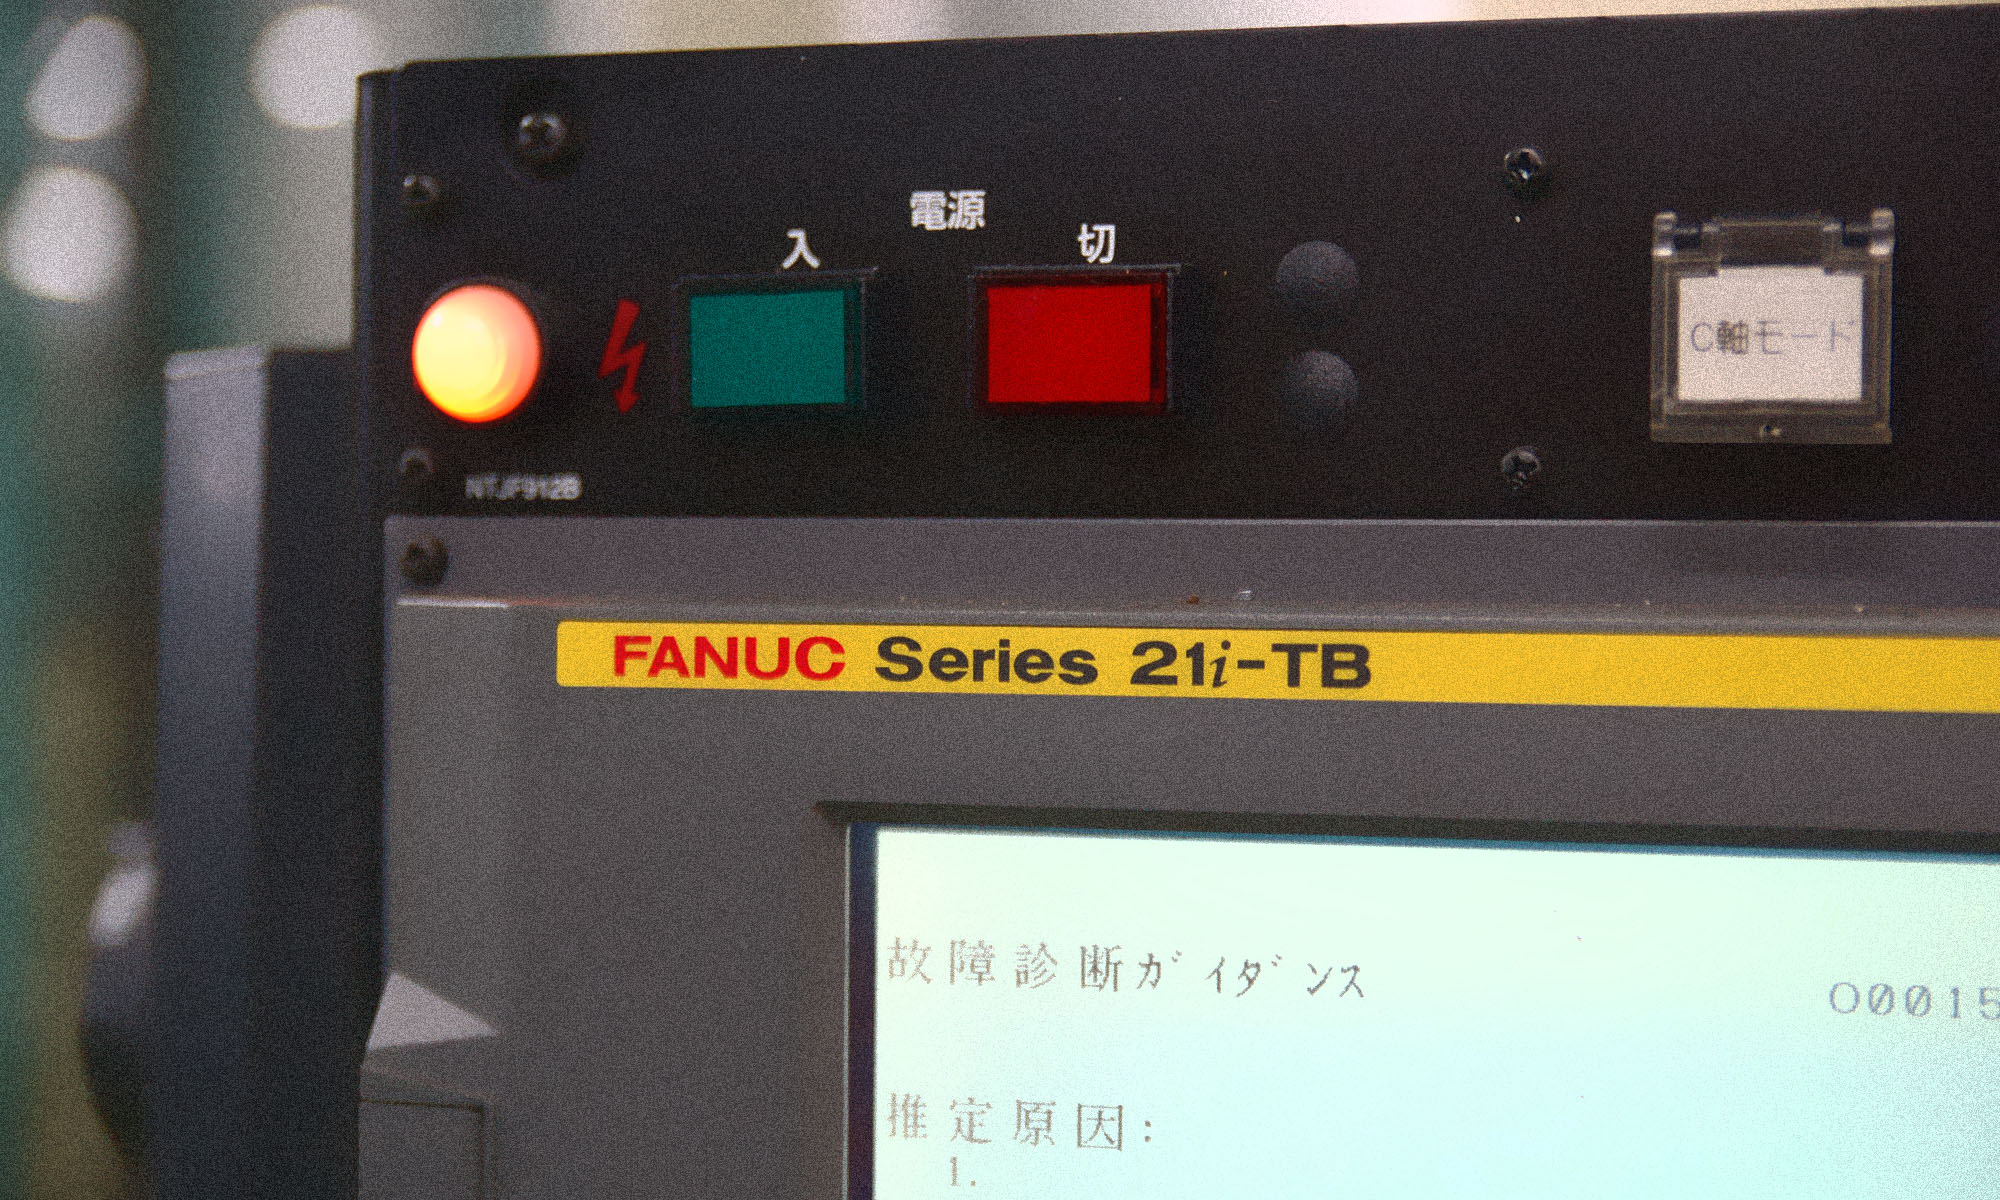 電源
入 切
C軸モード
NTJF912B
FANUC Series 21i-TB
故障診断ガイダンス
O0015
推定原因:
1.